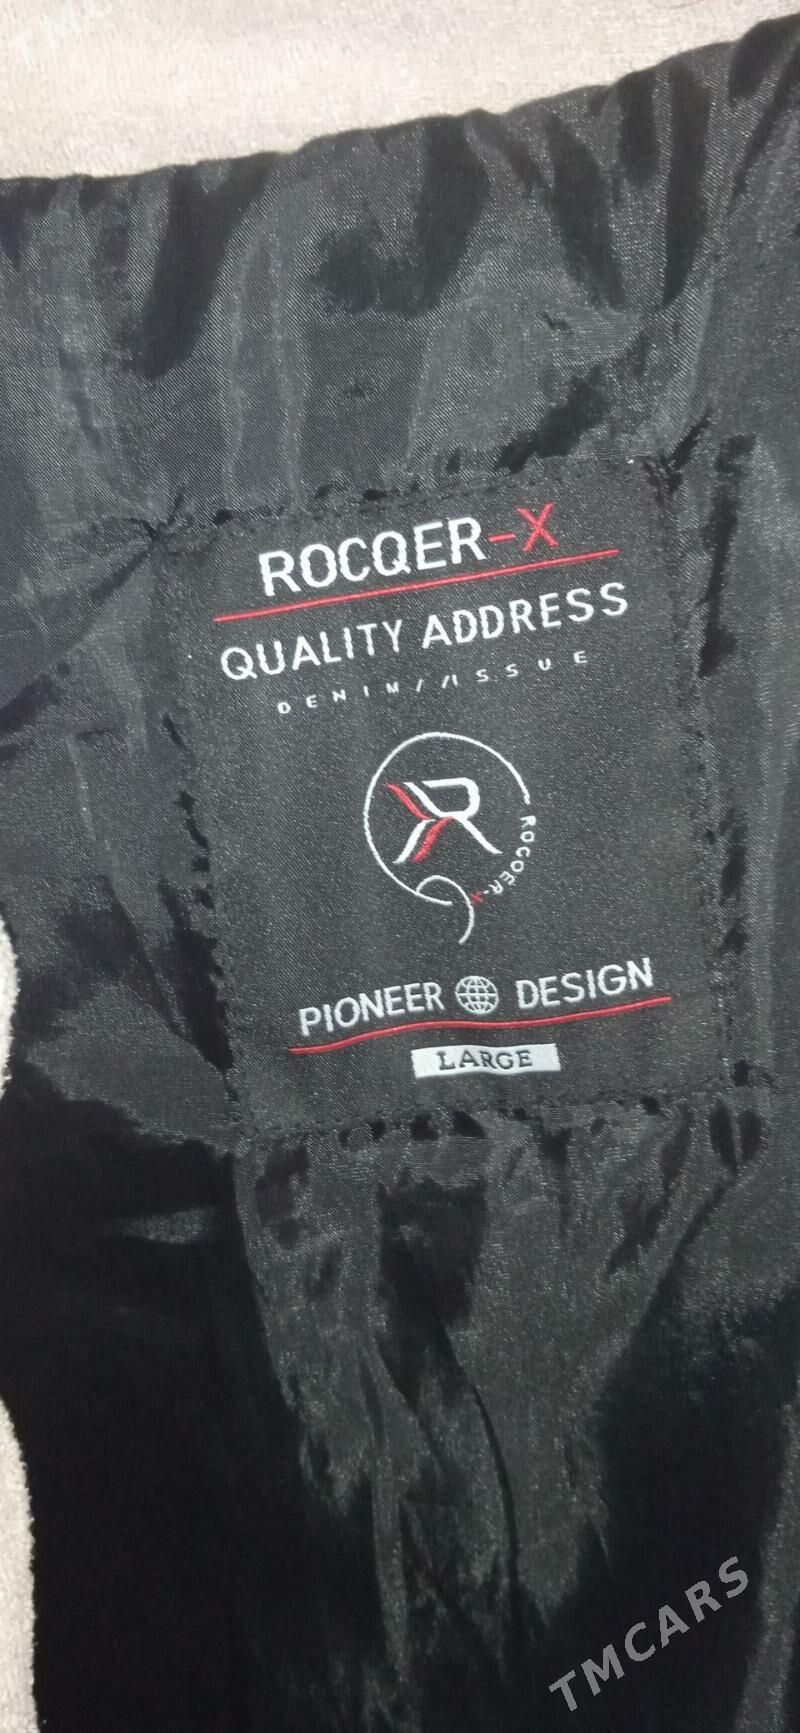 ROCQER-X
QUALITY ADDRESS
DENIM//ISSUE
R
ROCQER-X
PIONEER DESIGN
LARGE
TMCARS